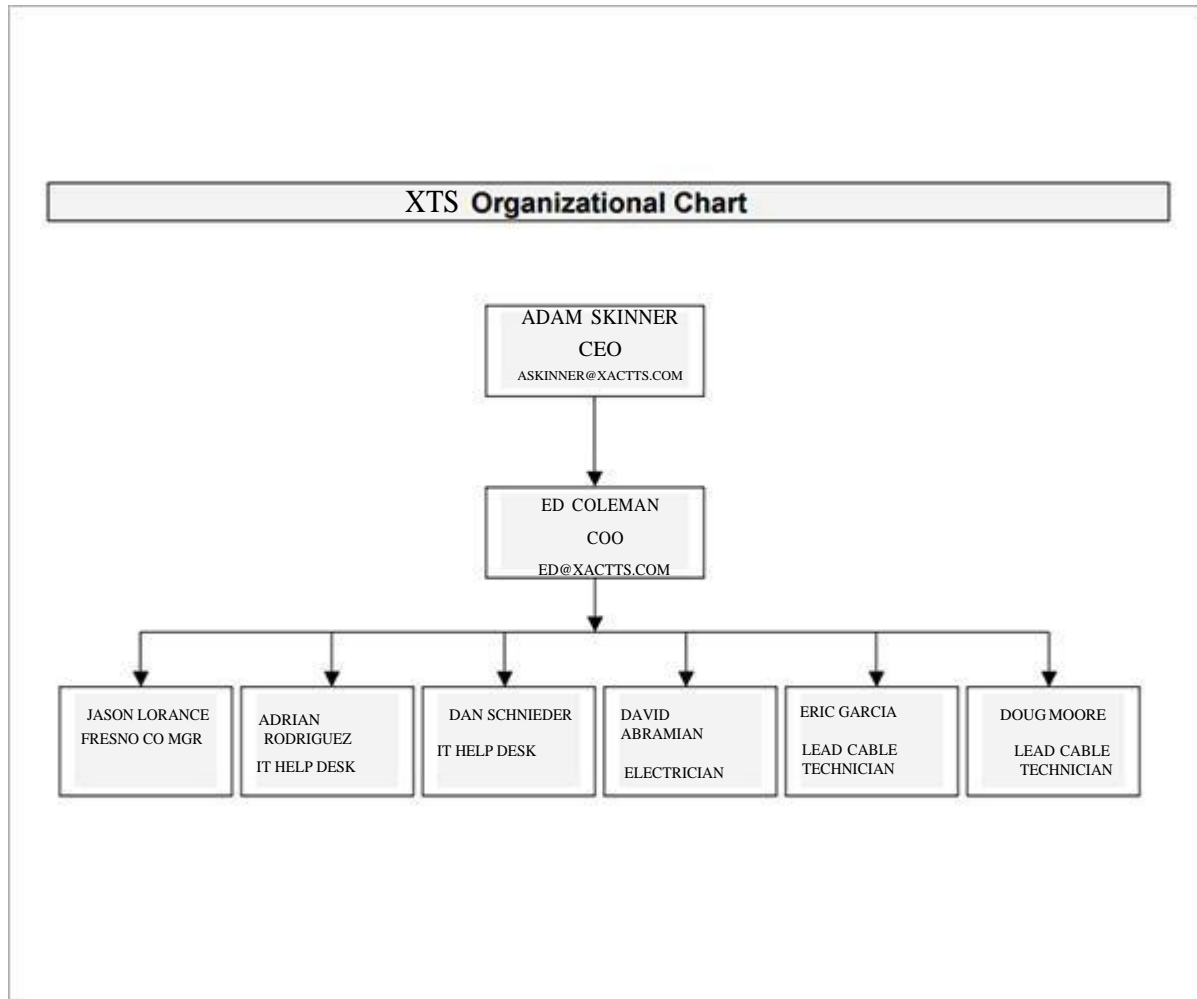 XTS Organizational Chart
ADAM SKINNER
CEO
ASKINNER@XACTTS.COM
ED COLEMAN
COO
ED@XACTTS.COM
JASON LORANCE
FRESNO CO MGR
ADRIAN
RODRIGUEZ
IT HELP DESK
DAN SCHNIEDER
IT HELP DESK
DAVID
ABRAMIAN
ELECTRICIAN
ERIC GARCIA
LEAD CABLE
TECHNICIAN
DOUG MOORE
LEAD CABLE
TECHNICIAN